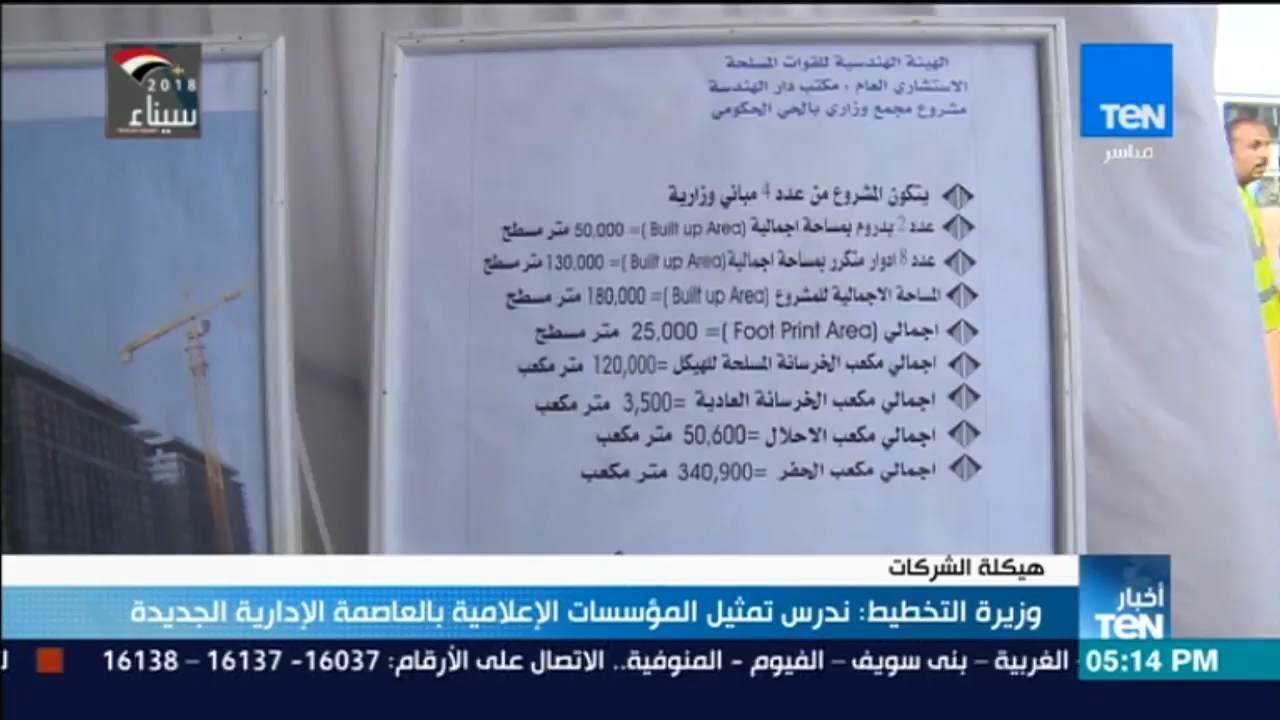 2018
سيناء
TEN
مباشر
الهيئة الهندسية للقوات المسلحة
الاستشاري العام ، مكتب دار الهندسة
مشروع مجمع وزاري بالحي الحكومي
يتكون المشروع من عدد 4 مباني وزارية
عدد 2 بدروم بمساحة اجمالية (Built up Area )= 50,000 متر مسطح
عدد 8 ادوار متكرر بمساحة اجمالية (Built up Area )= 130,000 متر مسطح
المساحة الاجمالية للمشروع (Built up Area )= 180,000 متر مسطح
اجمالي (Foot Print Area )= 25,000 متر مسطح
اجمالي مكعب الخرسانة المسلحة للهيكل =120,000 متر مكعب
اجمالي مكعب الخرسانة العادية =3,500 متر مكعب
اجمالي مكعب الاحلال =50,600 متر مكعب
اجمالي مكعب الحفر =340,900 متر مكعب
هيكلة الشركات
وزيرة التخطيط: ندرس تمثيل المؤسسات الإعلامية بالعاصمة الإدارية الجديدة
أخبار
TEN
الغربية – بنى سويف – الفيوم – المنوفية.. الاتصال على الأرقام: 16037- 16137 – 16138
05:14 PM